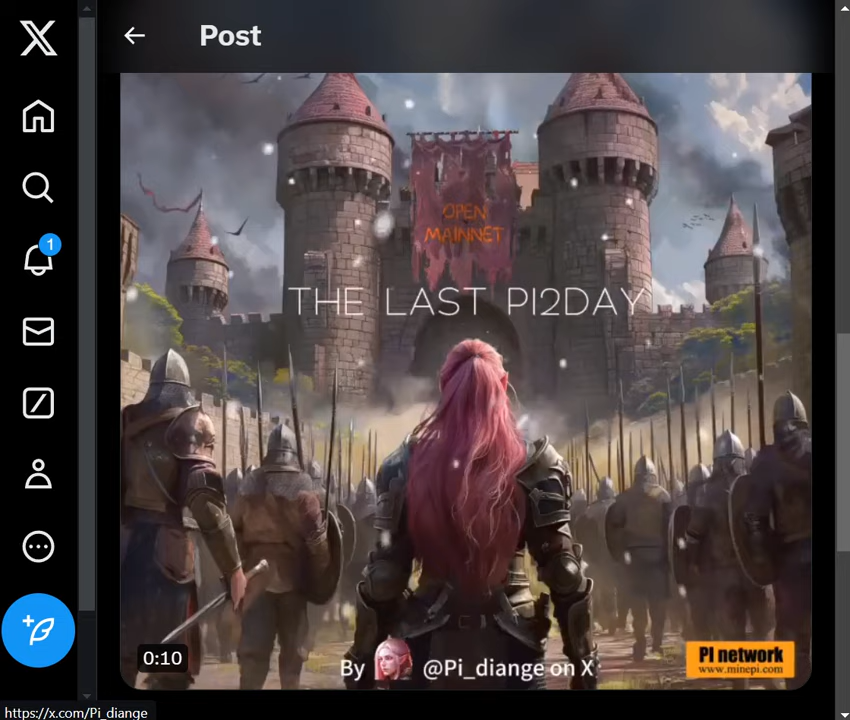 Post
1
OPEN
MAINNET
THE LAST PI2DAY
0:10
By @Pi_diange on X
PI network
www.minepi.com
https://x.com/Pi_diange